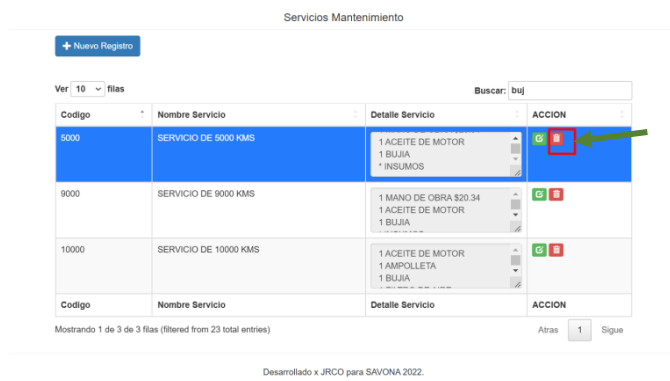 Servicios Mantenimiento
Nuevo Registro
Ver 10 filas
Buscar: buj
Codigo Nombre Servicio Detalle Servicio ACCION
5000 SERVICIO DE 5000 KMS
1 ACEITE DE MOTOR
1 BUJIA
* INSUMOS
9000 SERVICIO DE 9000 KMS
1 MANO DE OBRA $20.34
1 ACEITE DE MOTOR
1 BUJIA
10000 SERVICIO DE 10000 KMS
1 ACEITE DE MOTOR
1 AMPOLLETA
1 BUJIA
Codigo Nombre Servicio Detalle Servicio ACCION
Mostrando 1 de 3 de 3 filas (filtered from 23 total entries)
Atras 1 Sigue
Desarrollado x JRCO para SAVONA 2022.